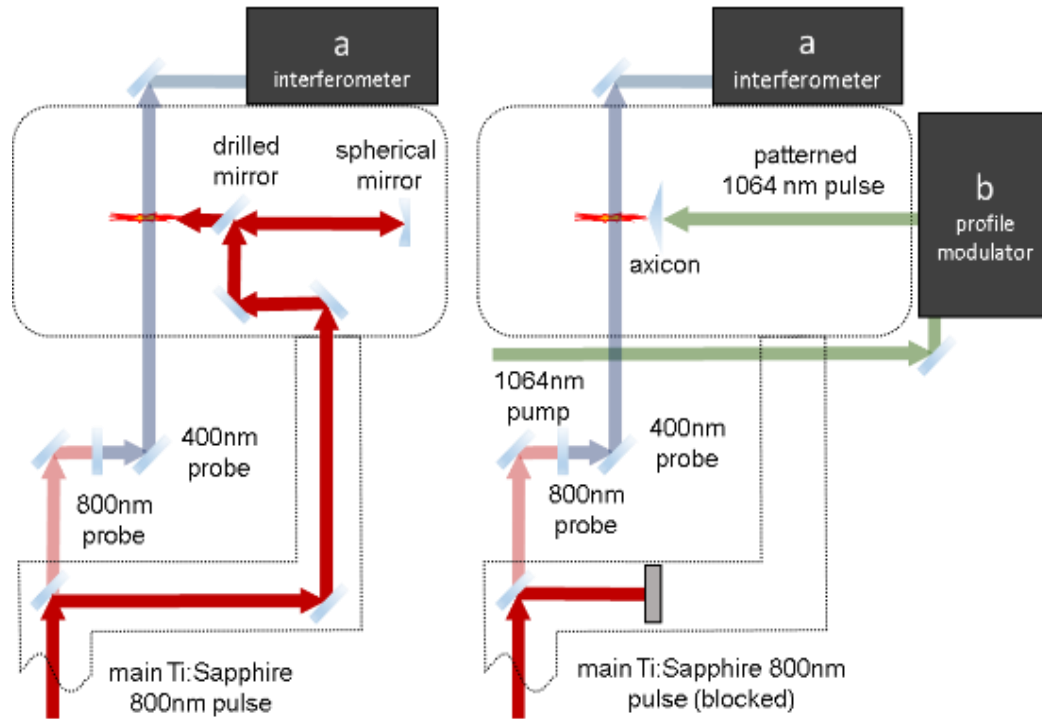 a
interferometer
drilled
mirror
spherical
mirror
400nm
probe
800nm
probe
main Ti:Sapphire
800nm pulse
a
interferometer
patterned
1064 nm pulse
b
profile
modulator
axicon
1064nm
pump
400nm
probe
800nm
probe
main Ti:Sapphire 800nm
pulse (blocked)